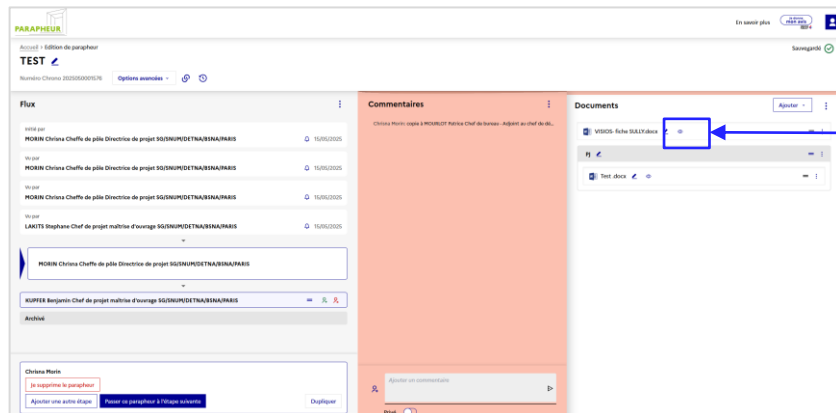 PARAPHEUR
En savoir plus
Je donne
mon avis
Accueil > Edition de parapheur
Sauvegardé
TEST
Numéro Chrono 2025050001576
Options avancées
Flux
Commentaires
Documents
Ajouter
Initié par
MORIN Chrisna Cheffe de pôle Directrice de projet SG/SNUM/DETNA/BSNA/PARIS
15/05/2025
Chrisna Morin: copie à MOURLOT Patrice Chef de bureau - Adjoint au chef de dé...
VISIOS- fiche SULLY.docx
Vu par
MORIN Chrisna Cheffe de pôle Directrice de projet SG/SNUM/DETNA/BSNA/PARIS
15/05/2025
PJ
Test .docx
Vu par
MORIN Chrisna Cheffe de pôle Directrice de projet SG/SNUM/DETNA/BSNA/PARIS
15/05/2025
Vu par
LAKITS Stephane Chef de projet maîtrise d'ouvrage SG/SNUM/DETNA/BSNA/PARIS
15/05/2025
MORIN Chrisna Cheffe de pôle Directrice de projet SG/SNUM/DETNA/BSNA/PARIS
KUPFER Benjamin Chef de projet maîtrise d'ouvrage SG/SNUM/DETNA/BSNA/PARIS
Archivé
Chrisna Morin
Je supprime le parapheur
Ajouter une autre étape
Passer ce parapheur à l'étape suivante
Dupliquer
Ajouter un commentaire
Privé